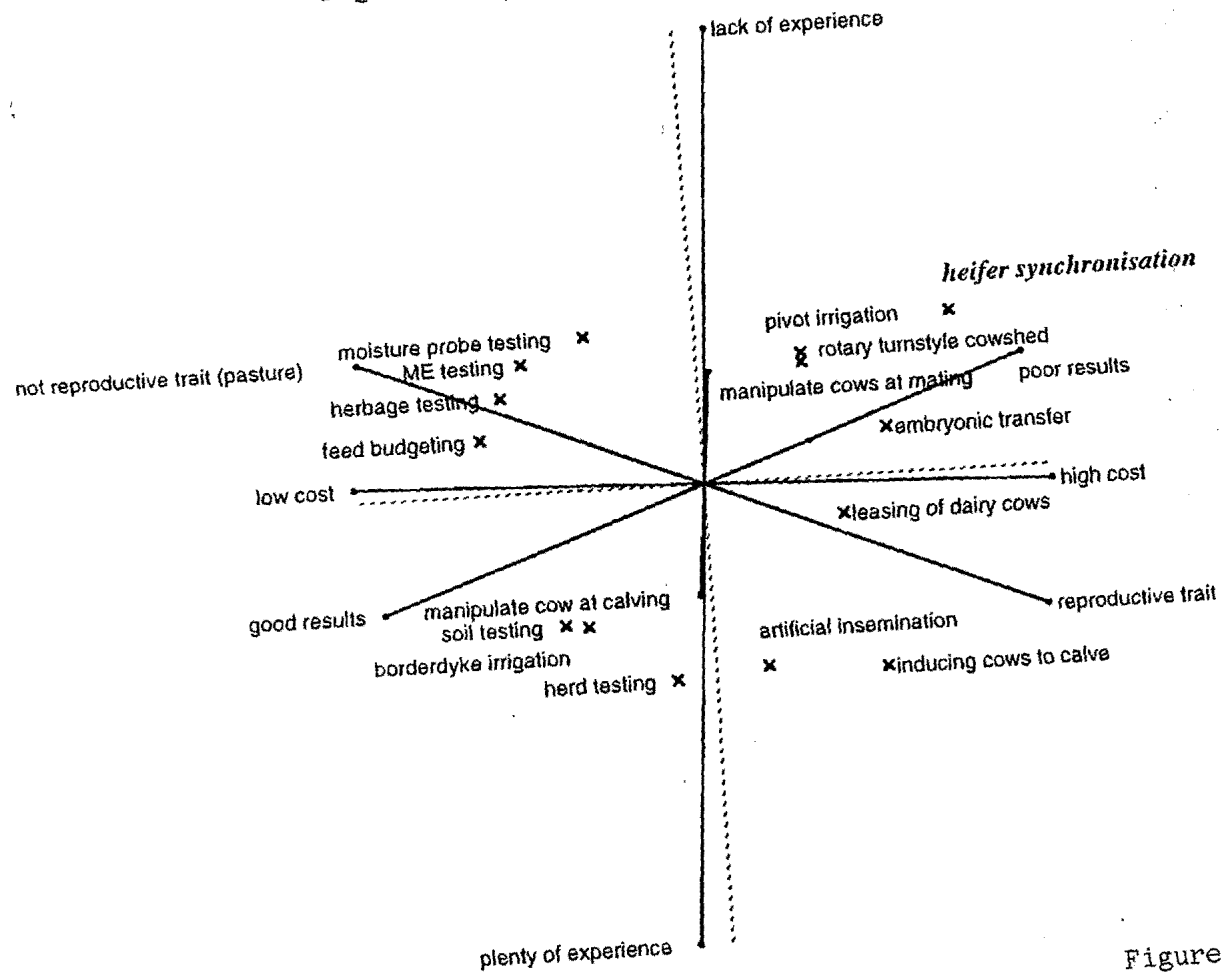 lack of experience
heifer synchronisation
pivot irrigation
moisture probe testing
rotary turnstyle cowshed
not reproductive trait (pasture)
ME testing
poor results
manipulate cows at mating
herbage testing
embryonic transfer
feed budgeting
low cost
high cost
leasing of dairy cows
good results
manipulate cow at calving
reproductive trait
soil testing
artificial insemination
borderdyke irrigation
inducing cows to calve
herd testing
plenty of experience
Figure